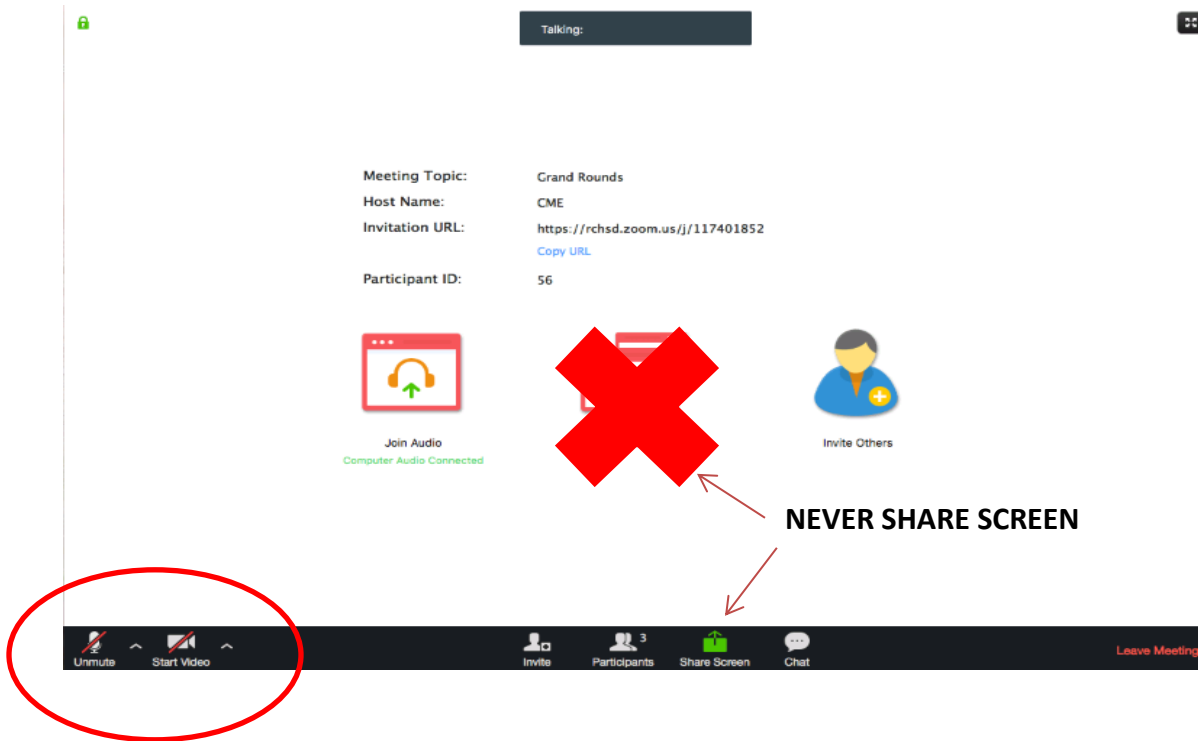 Talking:
Meeting Topic: Grand Rounds
Host Name: CME
Invitation URL: https://rchsd.zoom.us/j/117401852
Copy URL
Participant ID: 56
Join Audio
Computer Audio Connected
Invite Others
NEVER SHARE SCREEN
3
Unmute Start Video Invite Participants Share Screen Chat Leave Meeting